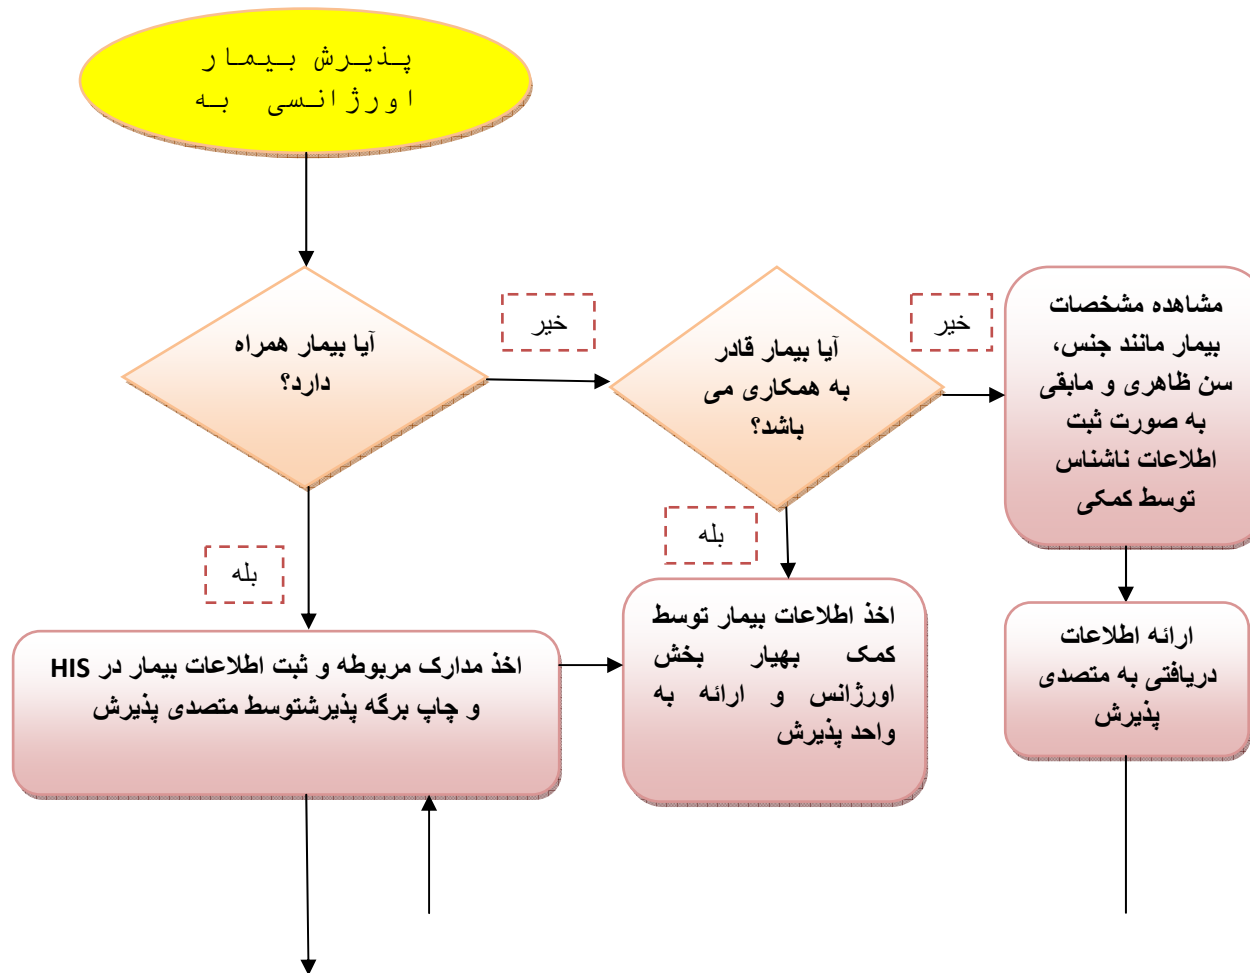 پذیرش بیمار
اورژانسی به
آیا بیمار همراه
دارد؟
خیر
آیا بیمار قادر
به همکاری می
باشد؟
خیر
مشاهده مشخصات
بیمار مانند جنس،
سن ظاهری و مابقی
به صورت ثبت
اطلاعات ناشناس
توسط کمکی
بله
بله
اخذ مدارک مربوطه و ثبت اطلاعات بیمار در HIS
و چاپ برگه پذیرشتوسط متصدی پذیرش
اخذ اطلاعات بیمار توسط
کمک بهیار بخش
اورژانس و ارائه به
واحد پذیرش
ارائه اطلاعات
دریافتی به متصدی
پذیرش